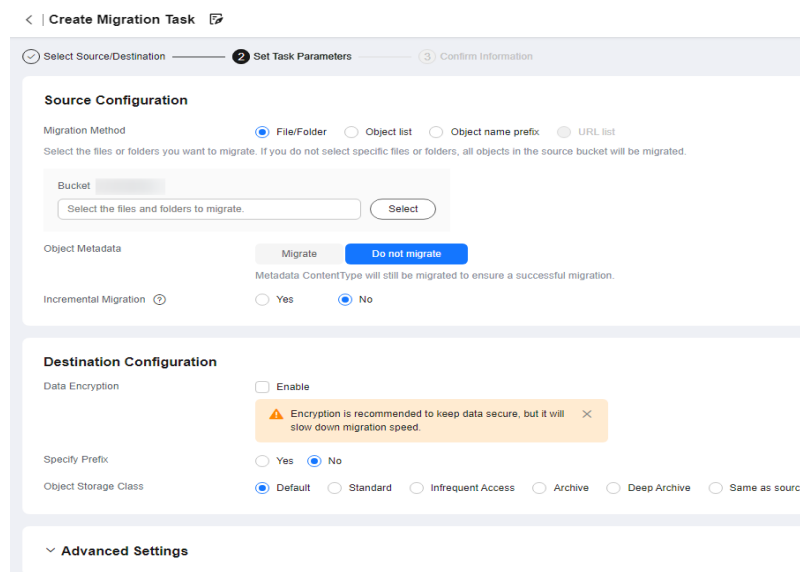 Create Migration Task
Select Source/Destination 2 Set Task Parameters 3 Confirm Information
Source Configuration
Migration Method File/Folder Object list Object name prefix URL list
Select the files or folders you want to migrate. If you do not select specific files or folders, all objects in the source bucket will be migrated.
Bucket
Select the files and folders to migrate. Select
Object Metadata Migrate Do not migrate
Metadata ContentType will still be migrated to ensure a successful migration.
Incremental Migration ? Yes No
Destination Configuration
Data Encryption Enable
Encryption is recommended to keep data secure, but it will
slow down migration speed.
Specify Prefix Yes No
Object Storage Class Default Standard Infrequent Access Archive Deep Archive Same as sourc
Advanced Settings